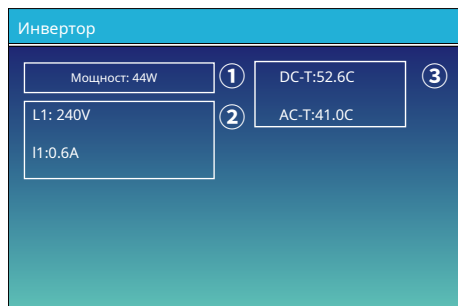 Инвертор
Мощност: 44W
①
L1: 240V
I1:0.6A
②
DC-T:52.6C
AC-T:41.0C
③